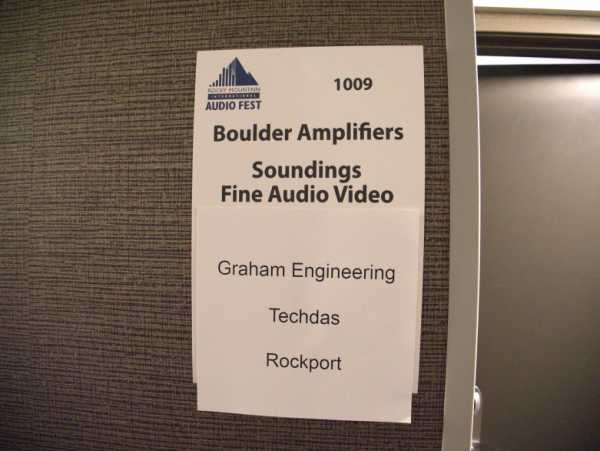 ROCKY MOUNTAIN
INTERNATIONAL
AUDIO FEST
1009
Boulder Amplifiers
Soundings
Fine Audio Video
Graham Engineering
Techdas
Rockport